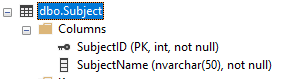 dbo.Subject
Columns
SubjectID (PK, int, not null)
SubjectName (nvarchar(50), not null)